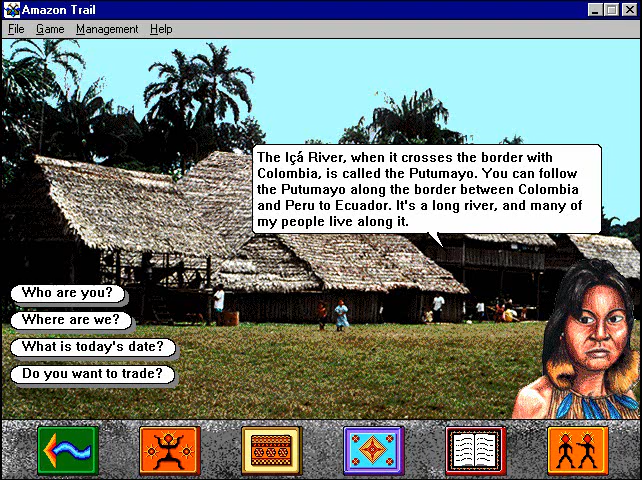 Amazon Trail
File Game Management Help
The Içá River, when it crosses the border with
Colombia, is called the Putumayo. You can follow
the Putumayo along the border between Colombia
and Peru to Ecuador. It's a long river, and many of
my people live along it.
Who are you?
Where are we?
What is today's date?
Do you want to trade?